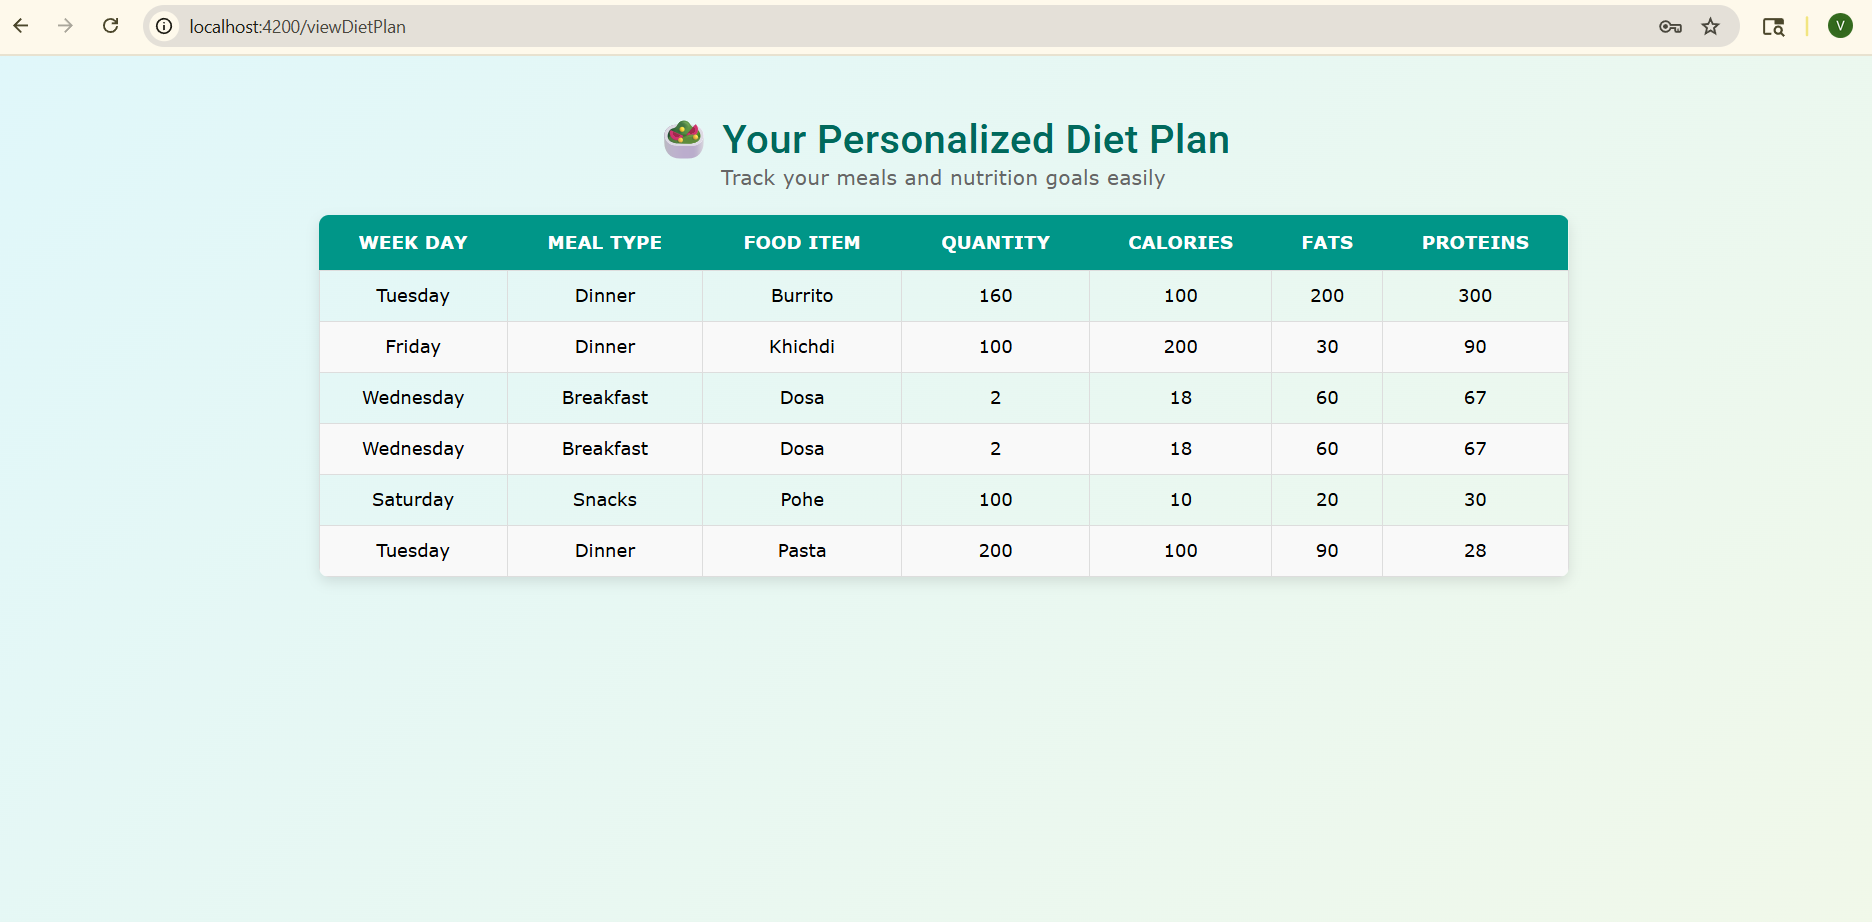 localhost:4200/viewDietPlan
V
Your Personalized Diet Plan
Track your meals and nutrition goals easily
WEEK DAY MEAL TYPE FOOD ITEM QUANTITY CALORIES FATS PROTEINS
Tuesday Dinner Burrito 160 100 200 300
Friday Dinner Khichdi 100 200 30 90
Wednesday Breakfast Dosa 2 18 60 67
Wednesday Breakfast Dosa 2 18 60 67
Saturday Snacks Pohe 100 10 20 30
Tuesday Dinner Pasta 200 100 90 28